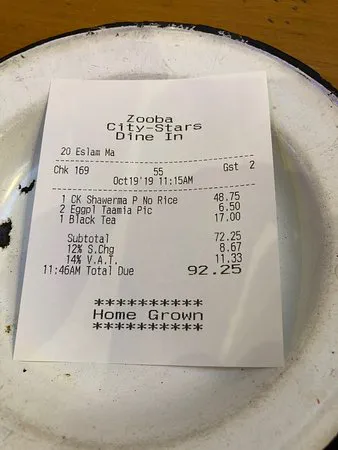 Zooba
City-Stars
Dine In
20 Eslam Ma
Chk 169 55 Gst 2
Oct19'19 11:15AM
1 CK Shawerma P No Rice 48.75
2 Eggpl Taamia Pic 6.50
1 Black Tea 17.00
Subtotal 72.25
12% S.Chg 8.67
14% V.A.T. 11.33
11:46AM Total Due 92.25
**********
Home Grown
**********